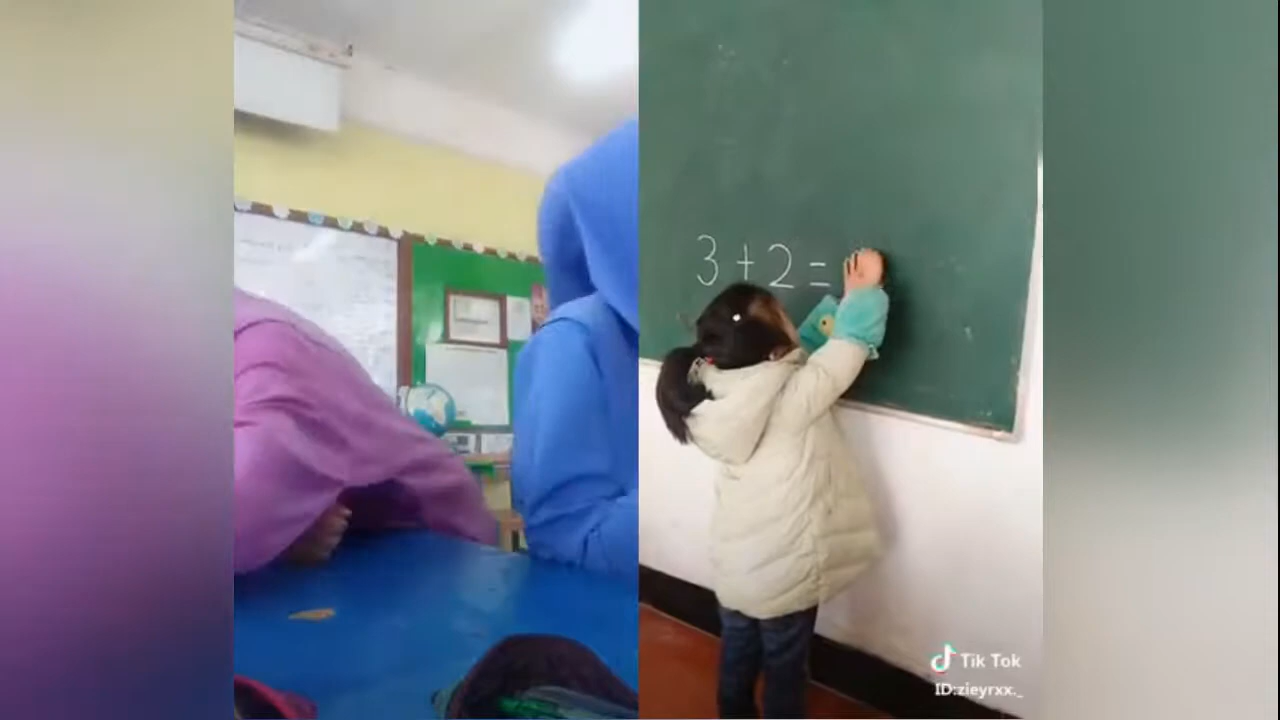 3 + 2 =
Tik Tok
ID:zieyrxx._